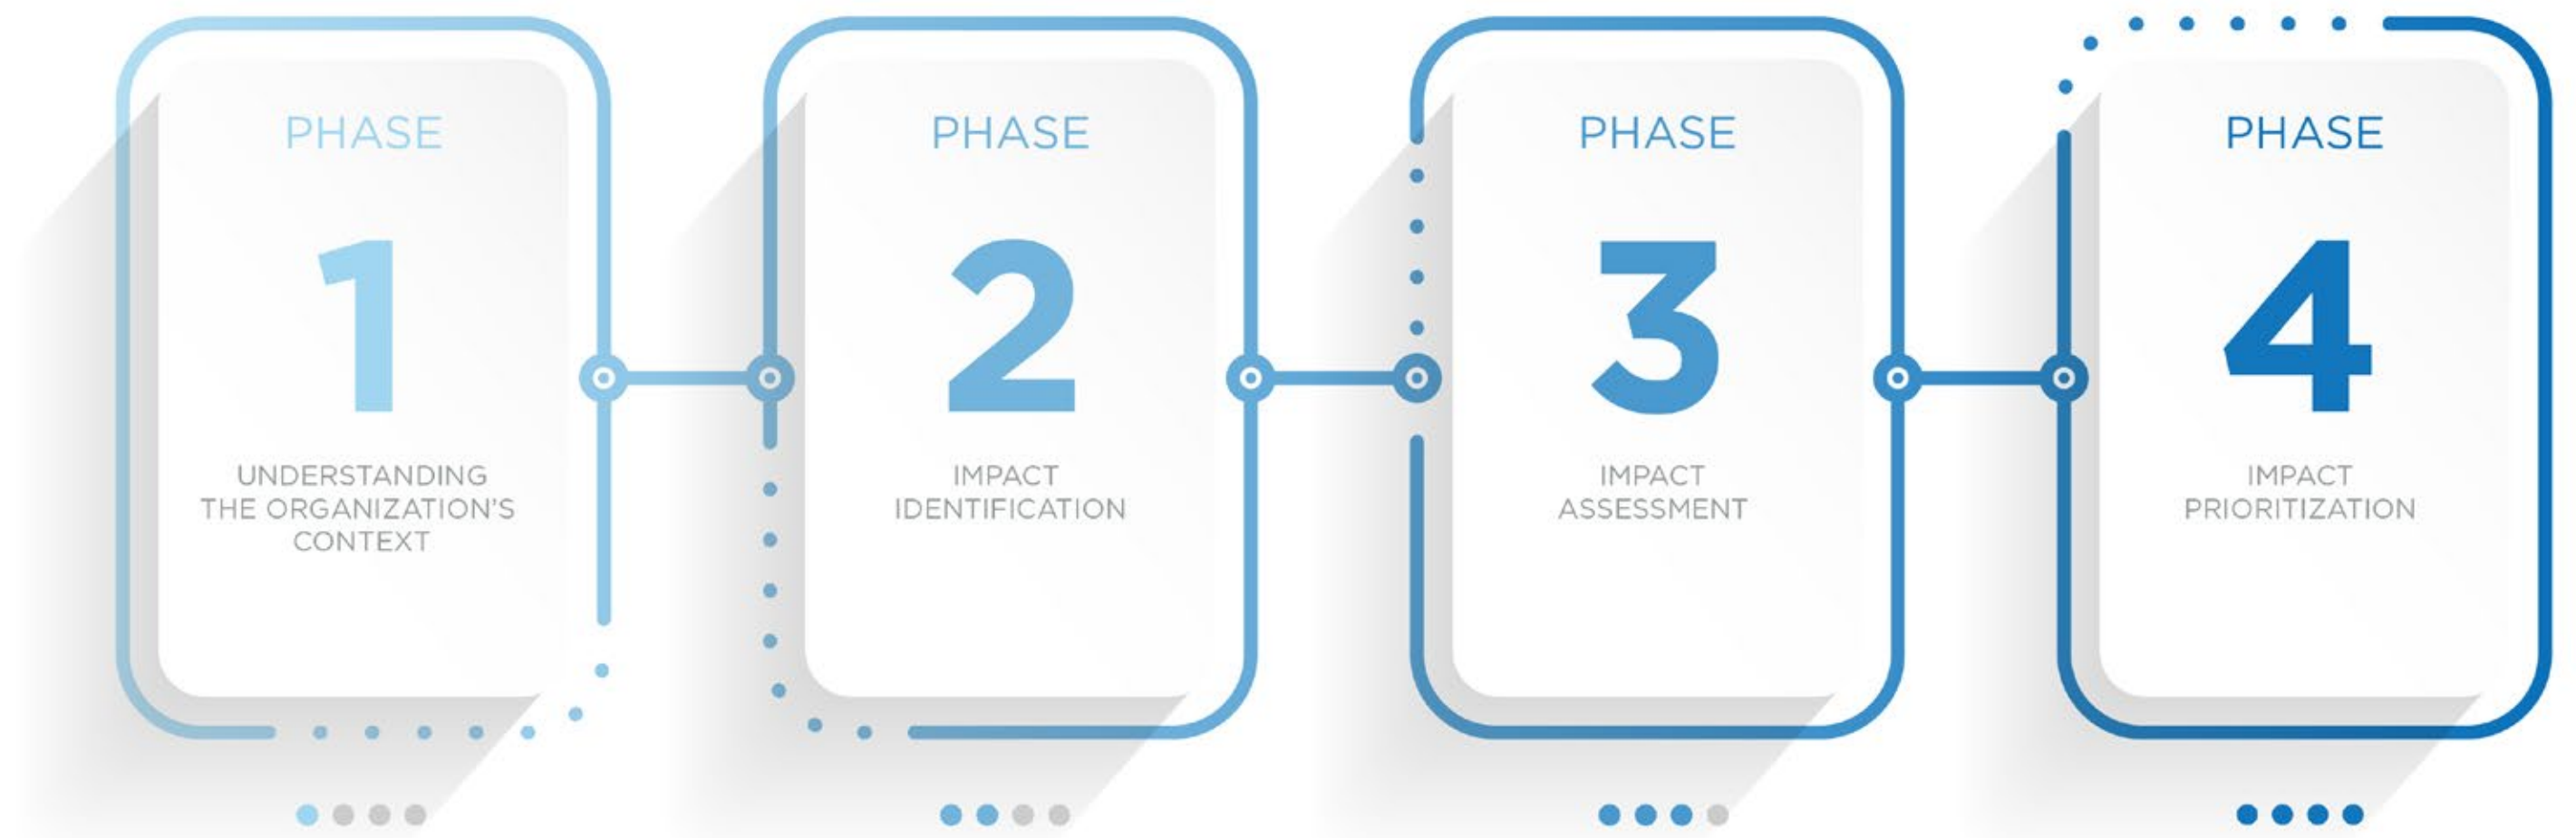 PHASE
1
UNDERSTANDING
THE ORGANIZATION'S
CONTEXT
PHASE
2
IMPACT
IDENTIFICATION
PHASE
3
IMPACT
ASSESSMENT
PHASE
4
IMPACT
PRIORITIZATION